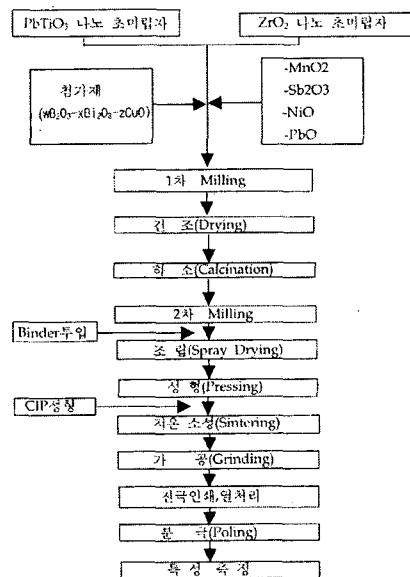 PbTiO₃ 나노 초미립자
ZrO₂ 나노 초미립자
첨가재
(wB₂O₃-xBi₂O₃-zCuO)
-MnO2
-Sb2O3
-NiO
-PbO
1차 Milling
건 조(Drying)
하 소(Calcination)
2차 Milling
Binder투입
조 립(Spray Drying)
성 형(Pressing)
CIP성형
저온 소성(Sintering)
가 공(Grinding)
전극인쇄,열처리
분 극(Poling)
특 성 측 정